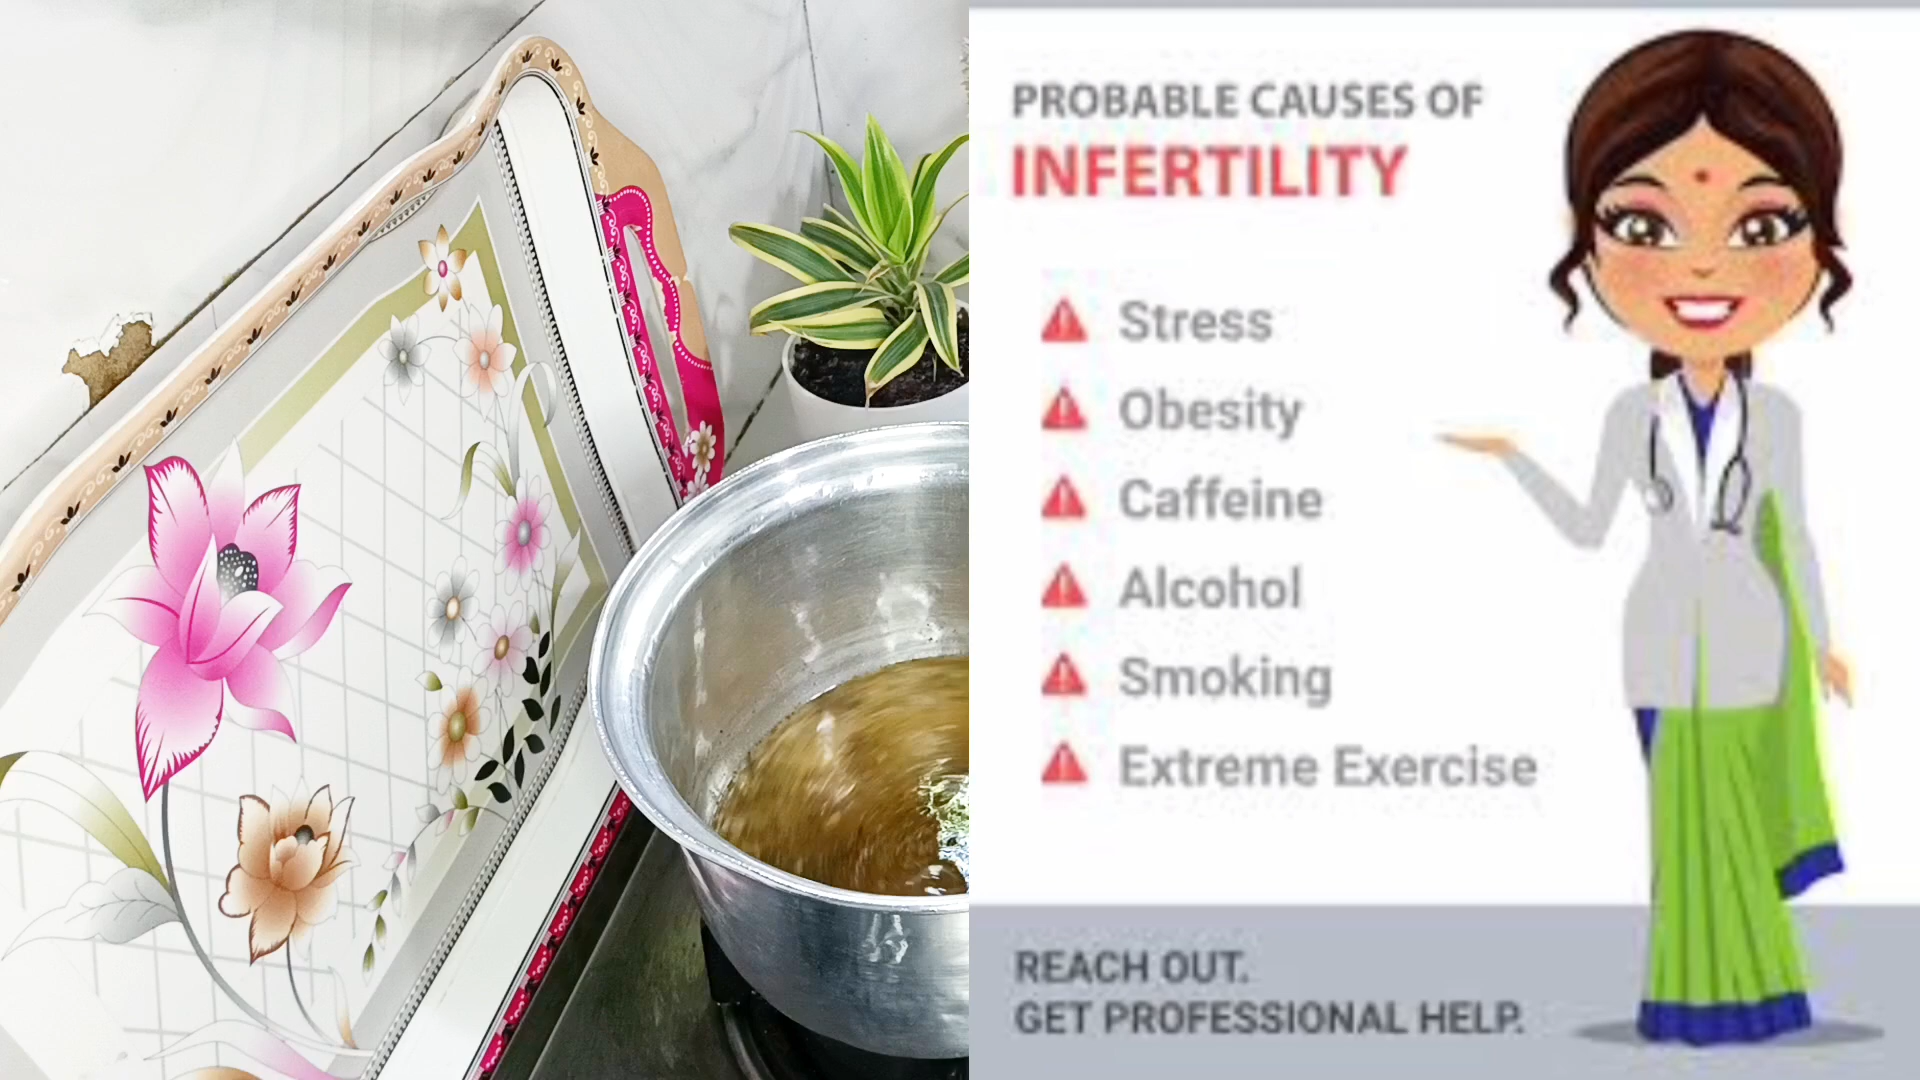 PROBABLE CAUSES OF
INFERTILITY
Stress
Obesity
Caffeine
Alcohol
Smoking
Extreme Exercise
REACH OUT.
GET PROFESSIONAL HELP.